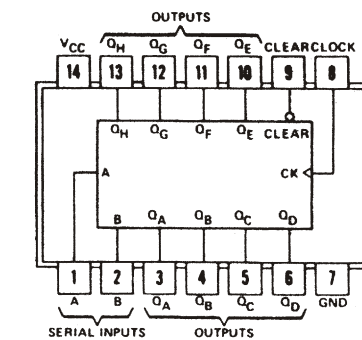 OUTPUTS
VCC QH QG QF QE CLEAR CLOCK
14 13 12 11 10 9 8
QH QG QF QE CLEAR
A CK
B QA QB QC QD
1 2 3 4 5 6 7
A B QA QB QC QD GND
SERIAL INPUTS OUTPUTS